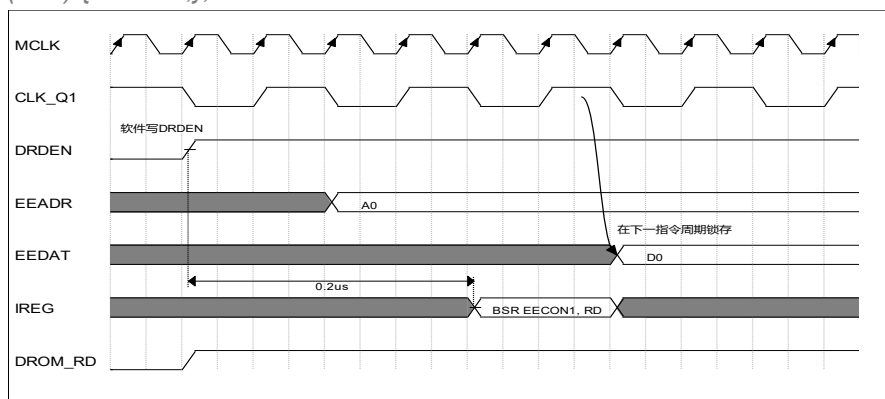 MCLK
CLK_Q1
软件写DRDEN
DRDEN
EEADR
A0
在下一指令周期锁存
EEDAT
D0
0.2us
IREG
BSR EECON1, RD
DROM_RD